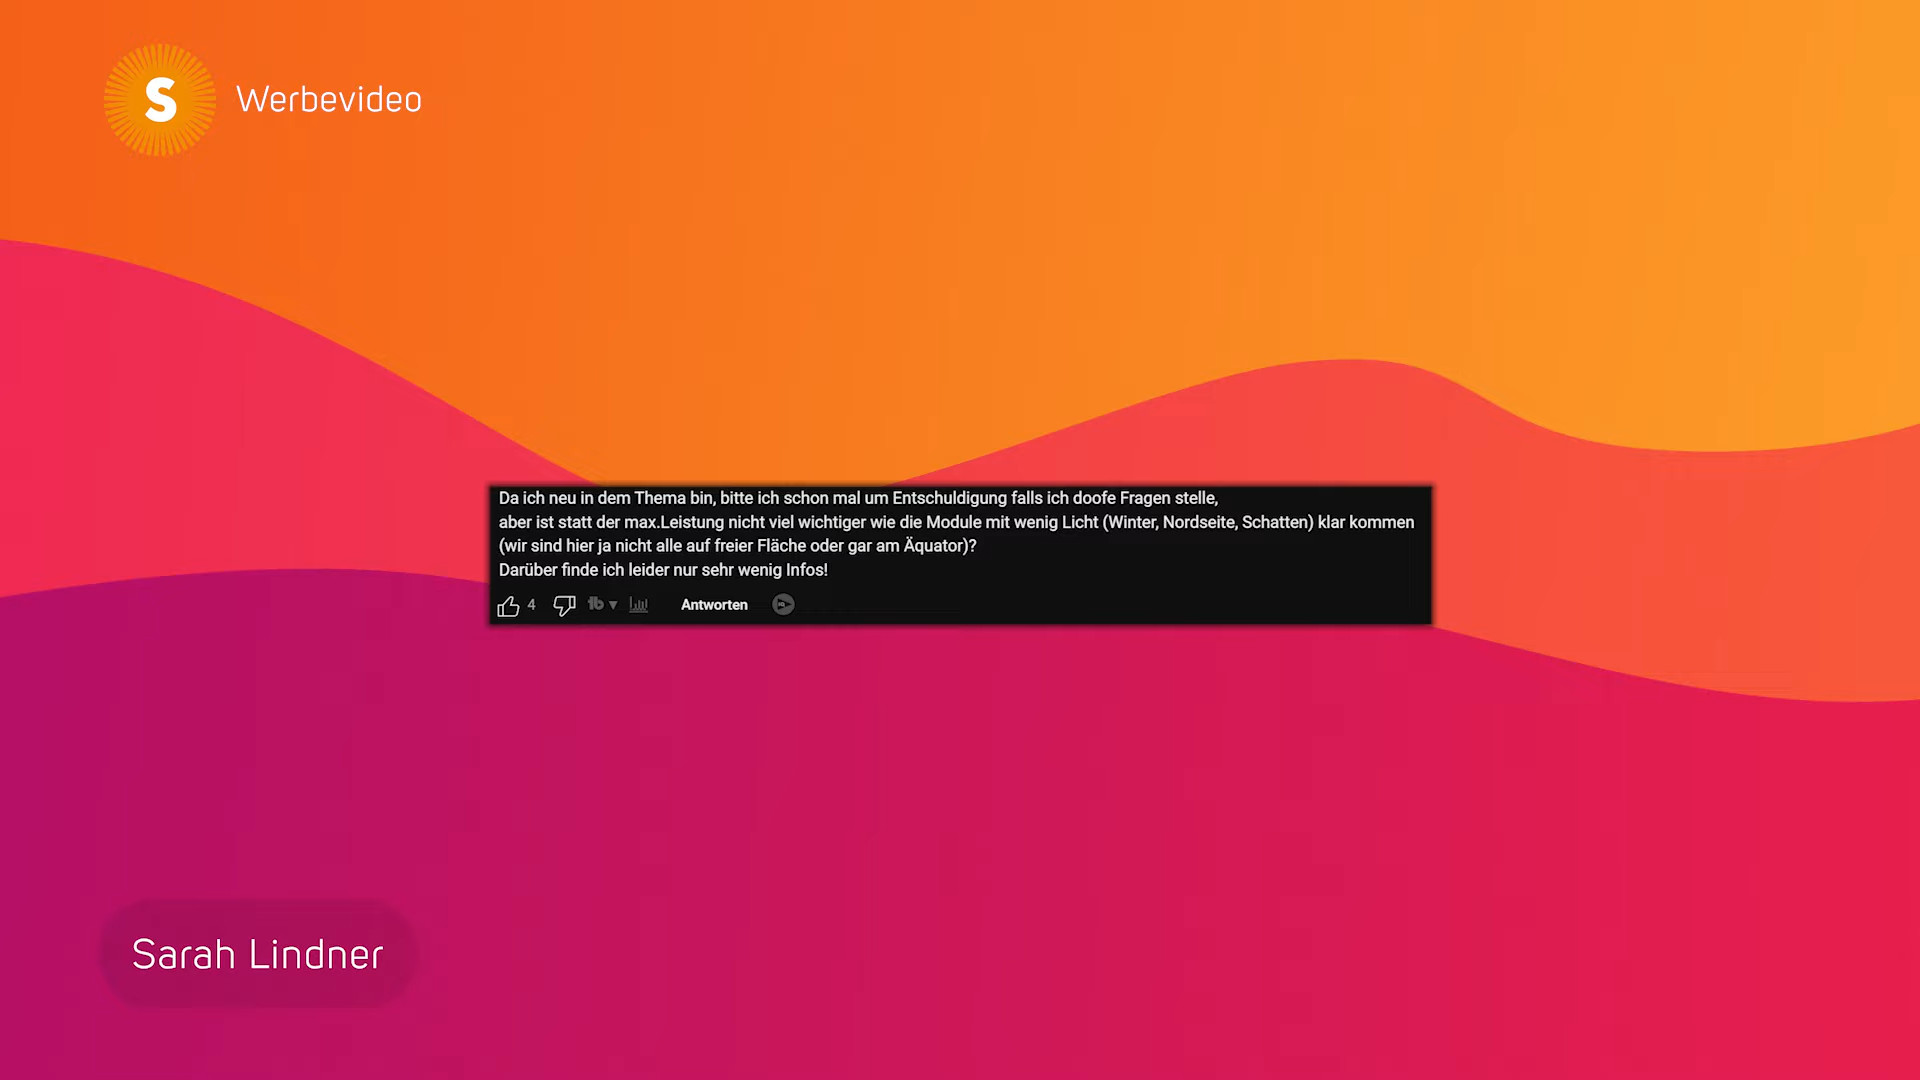 S Werbevideo
Da ich neu in dem Thema bin, bitte ich schon mal um Entschuldigung falls ich doofe Fragen stelle,
aber ist statt der max.Leistung nicht viel wichtiger wie die Module mit wenig Licht (Winter, Nordseite, Schatten) klar kommen
(wir sind hier ja nicht alle auf freier Fläche oder gar am Äquator)?
Darüber finde ich leider nur sehr wenig Infos!
4 tb Antworten
Sarah Lindner